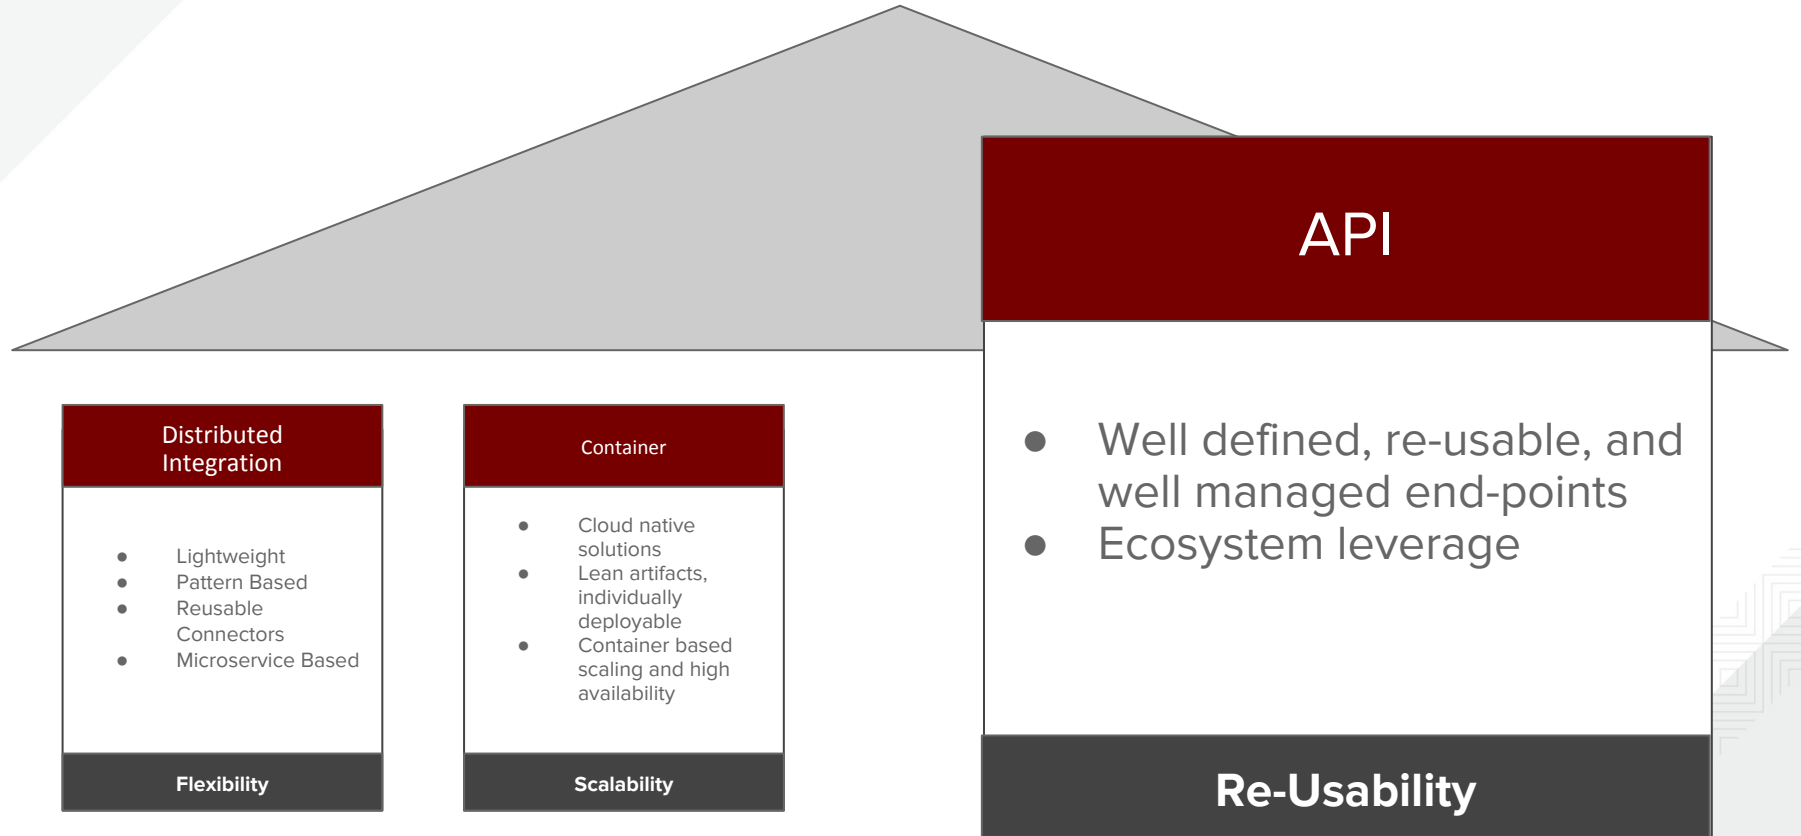 Distributed
Integration
● Lightweight
● Pattern Based
● Reusable
Connectors
● Microservice Based
Flexibility
Container
● Cloud native
solutions
● Lean artifacts,
individually
deployable
● Container based
scaling and high
availability
Scalability
API
● Well defined, re-usable, and
well managed end-points
● Ecosystem leverage
Re-Usability